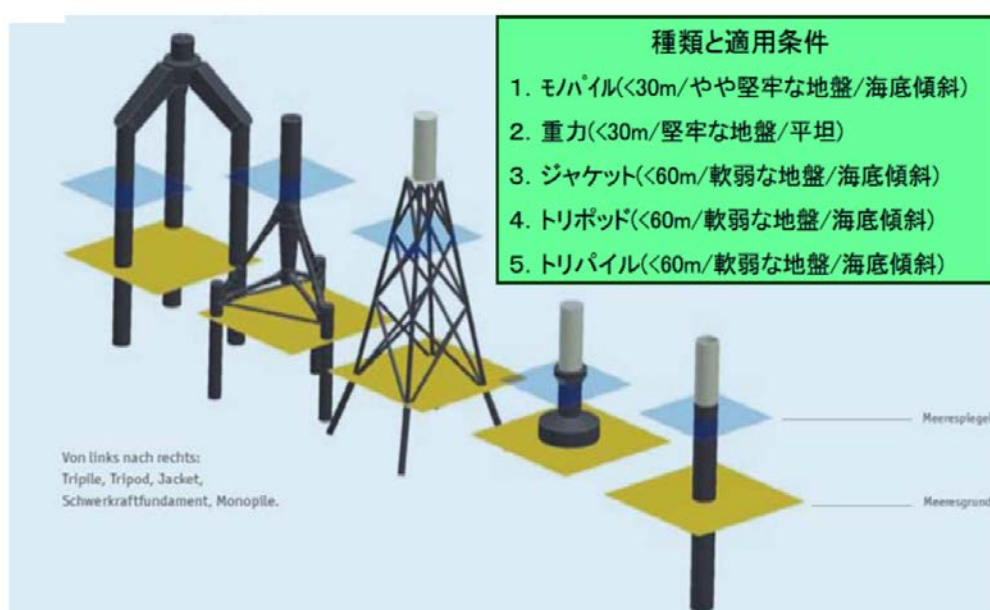 種類と適用条件
1. モノパイル(<30m/やや堅牢な地盤/海底傾斜)
2. 重力(<30m/堅牢な地盤/平坦)
3. ジャケット(<60m/軟弱な地盤/海底傾斜)
4. トリポッド(<60m/軟弱な地盤/海底傾斜)
5. トリパイル(<60m/軟弱な地盤/海底傾斜)
Meeresspiegel
Von links nach rechts:
Tripile, Tripod, Jacket,
Schwerkraftfundament, Monopile.
Meeresgrund